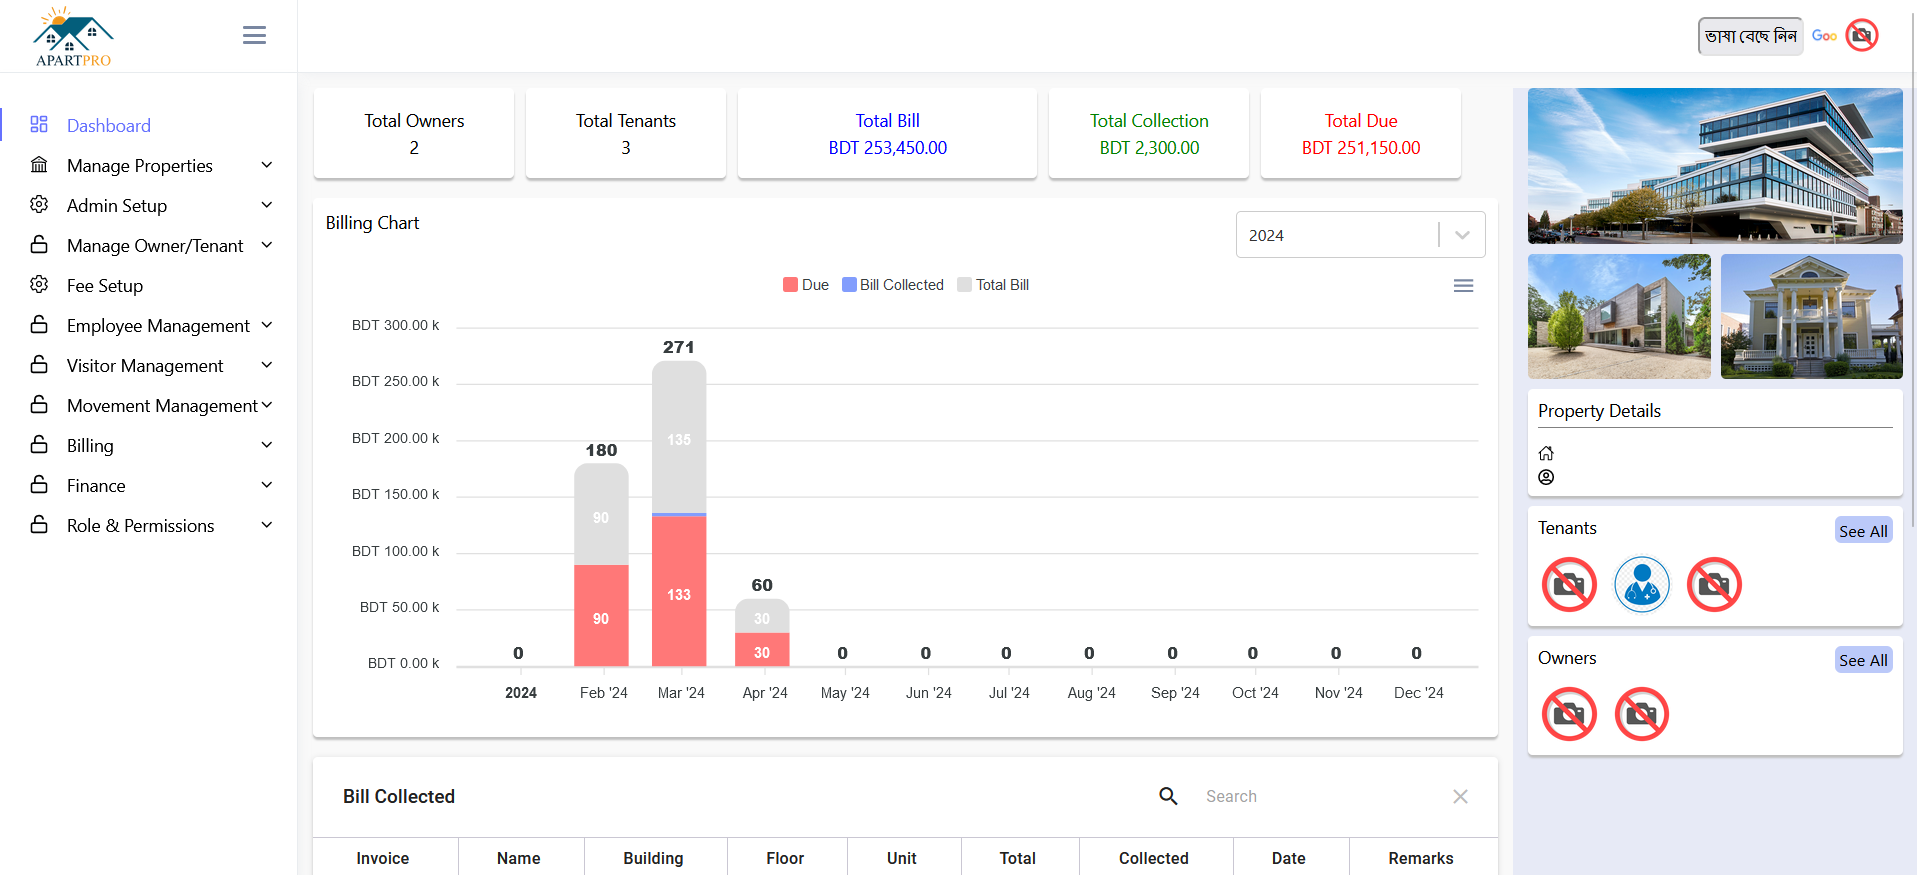 APARTPRO
ভাষা বেছে নিন
Goo
Dashboard
Manage Properties
Admin Setup
Manage Owner/Tenant
Fee Setup
Employee Management
Visitor Management
Movement Management
Billing
Finance
Role & Permissions
Total Owners
2
Total Tenants
3
Total Bill
BDT 253,450.00
Total Collection
BDT 2,300.00
Total Due
BDT 251,150.00
Billing Chart
2024
Due
Bill Collected
Total Bill
BDT 300.00 k
BDT 250.00 k
BDT 200.00 k
BDT 150.00 k
BDT 100.00 k
BDT 50.00 k
BDT 0.00 k
0
180
90
90
271
135
133
60
30
30
0
0
0
0
0
0
0
0
2024
Feb '24
Mar '24
Apr '24
May '24
Jun '24
Jul '24
Aug '24
Sep '24
Oct '24
Nov '24
Dec '24
Bill Collected
Search
Invoice
Name
Building
Floor
Unit
Total
Collected
Date
Remarks
Property Details
Tenants
See All
Owners
See All